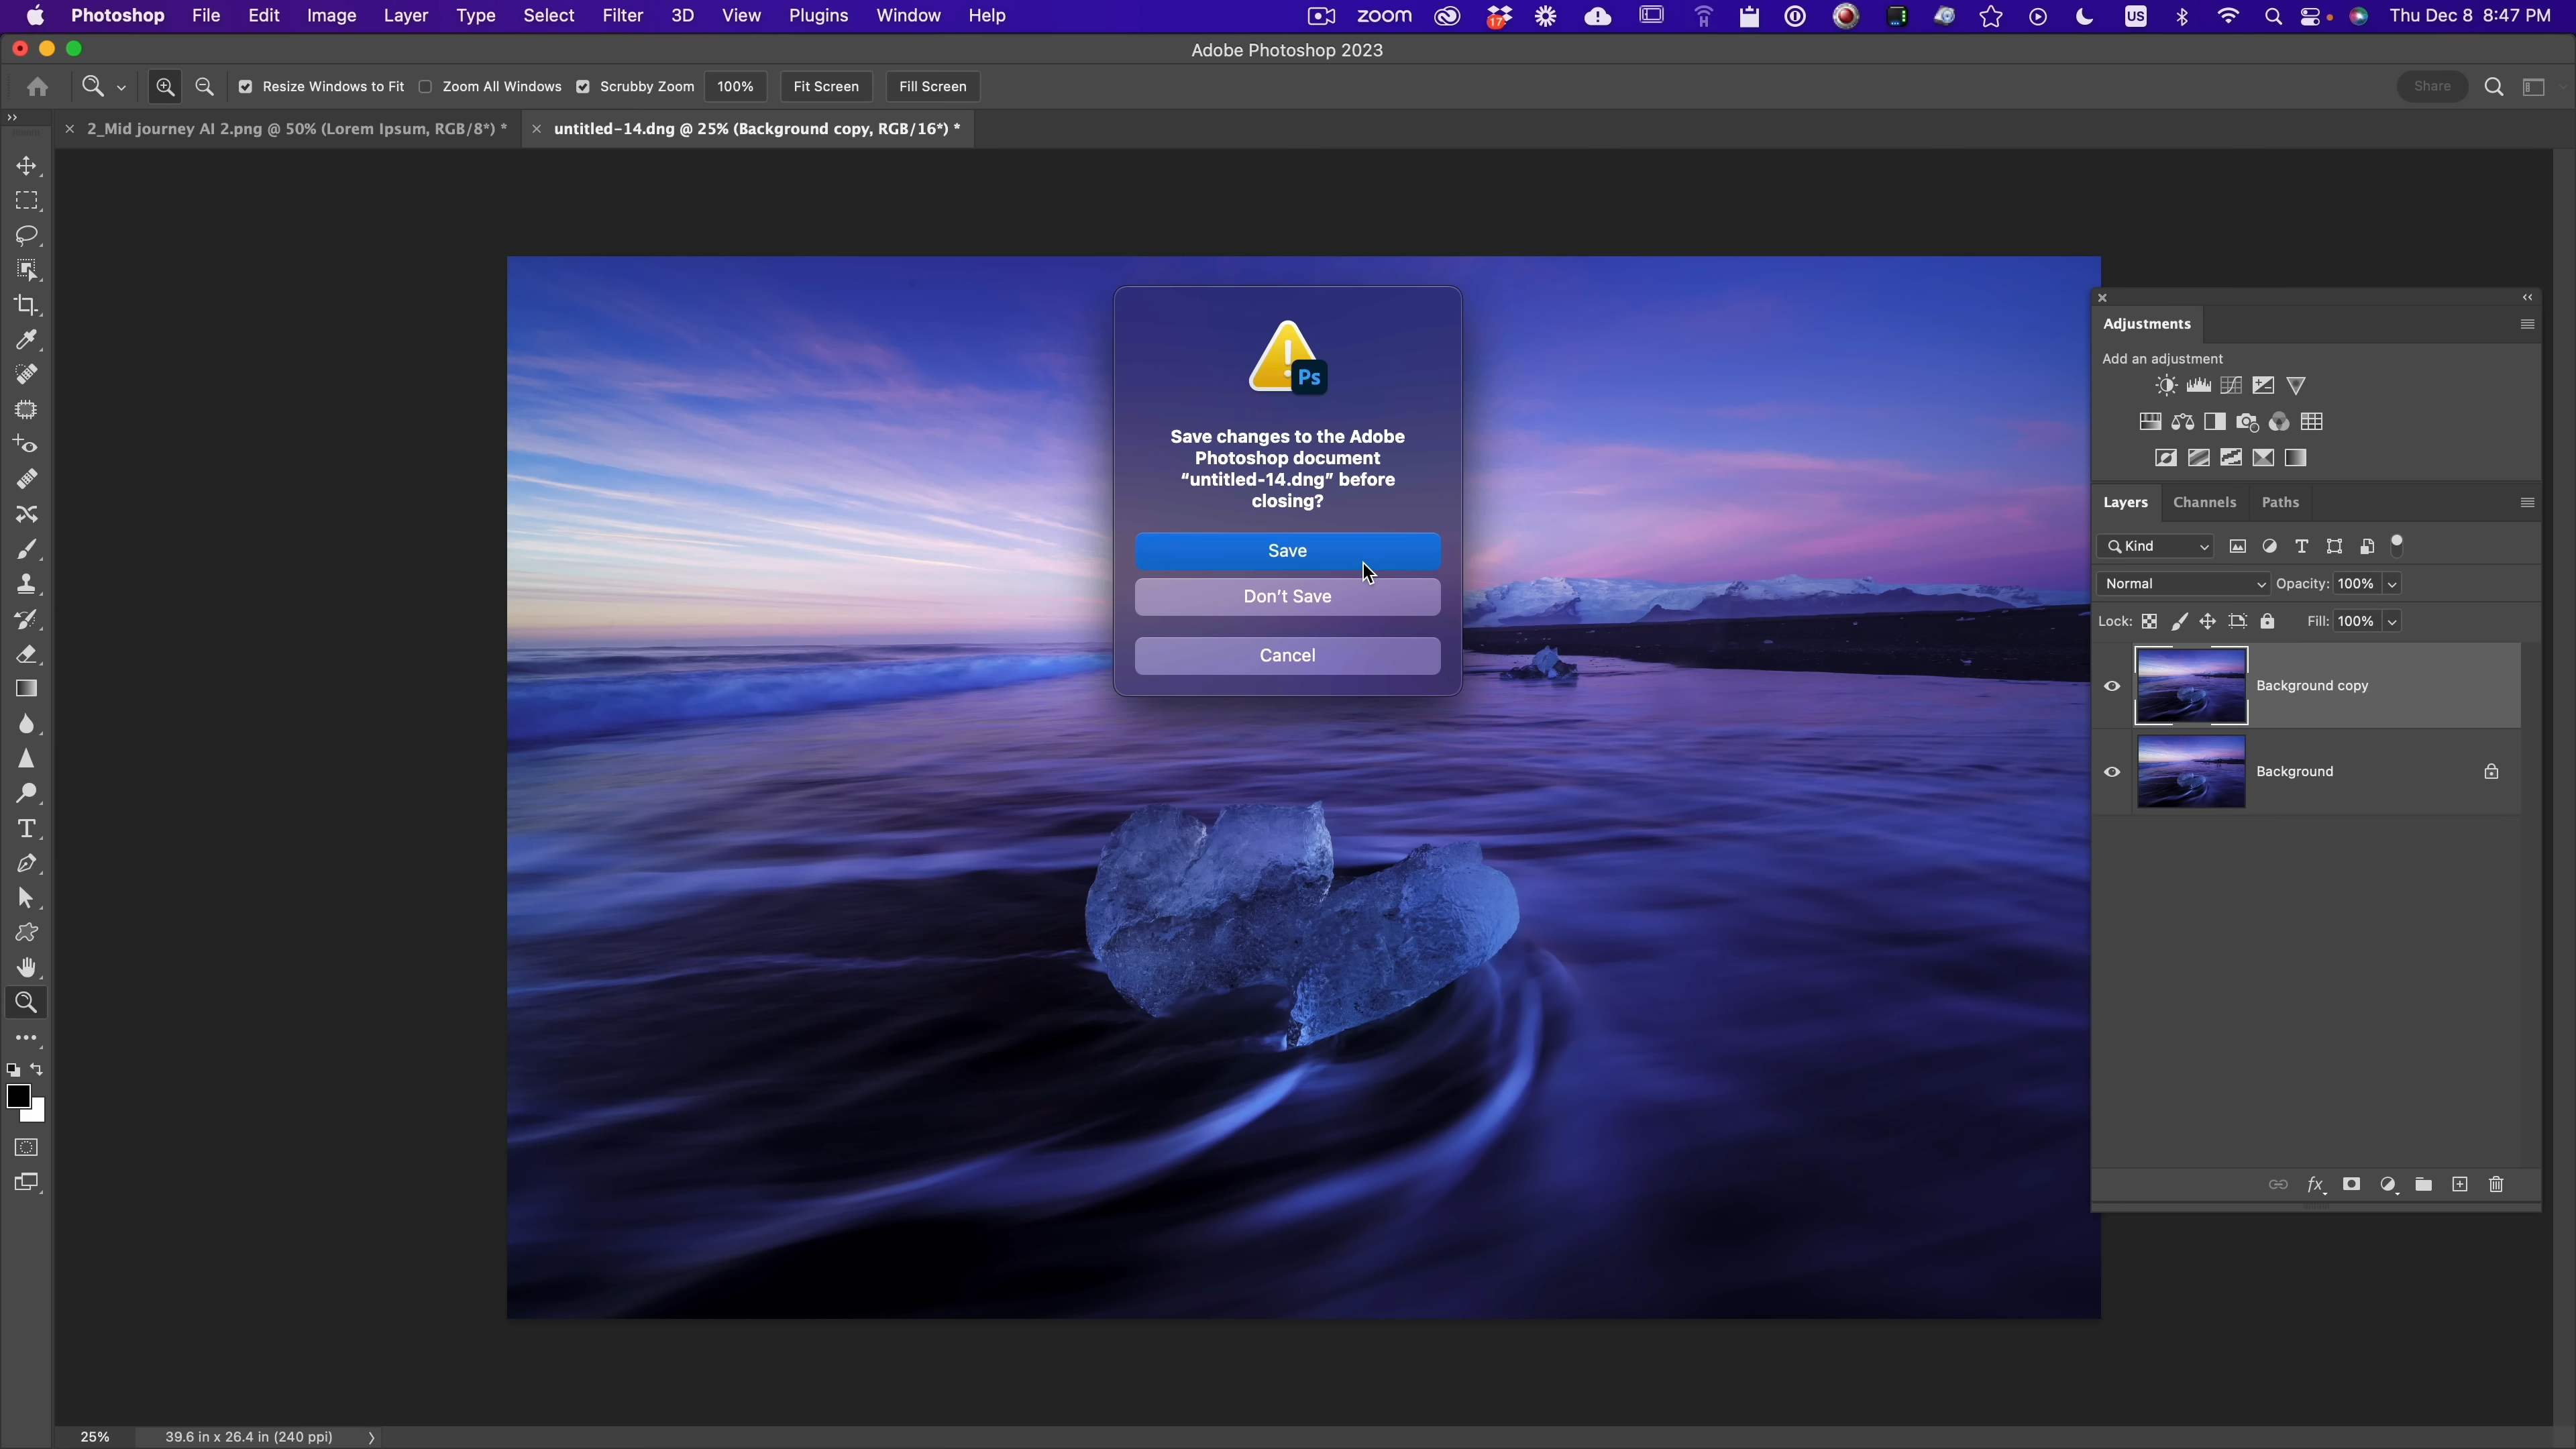 Photoshop File Edit Image Layer Type Select Filter 3D View Plugins Window Help zoom 17 US Thu Dec 8 8:47 PM
Adobe Photoshop 2023
Resize Windows to Fit Zoom All Windows Scrubby Zoom 100% Fit Screen Fill Screen Share
2_Mid journey AI 2.png @ 50% (Lorem Ipsum, RGB/8*) * untitled-14.dng @ 25% (Background copy, RGB/16*) *
Ps
Save changes to the Adobe
Photoshop document
“untitled-14.dng” before
closing?
Save
Don’t Save
Cancel
Adjustments
Add an adjustment
Layers Channels Paths
Kind
Normal Opacity: 100%
Lock: Fill: 100%
Background copy
Background
fx
25% 39.6 in x 26.4 in (240 ppi)